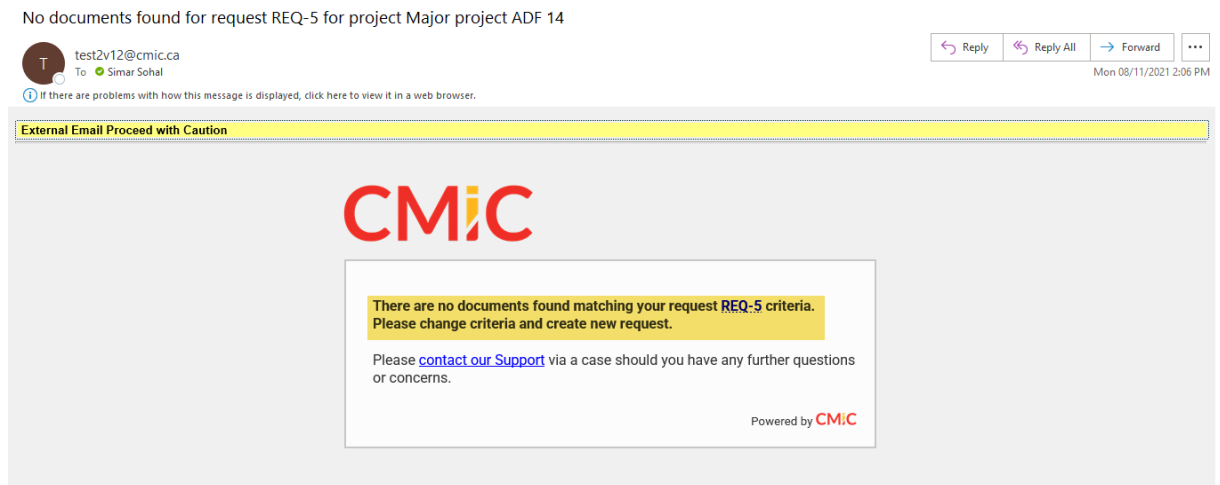 No documents found for request REQ-5 for project Major project ADF 14
T
test2v12@cmic.ca
To Simar Sohal
Reply
Reply All
Forward
...
Mon 08/11/2021 2:06 PM
If there are problems with how this message is displayed, click here to view it in a web browser.
External Email Proceed with Caution
CMiC
There are no documents found matching your request REQ-5 criteria.
Please change criteria and create new request.
Please contact our Support via a case should you have any further questions
or concerns.
Powered by CMiC